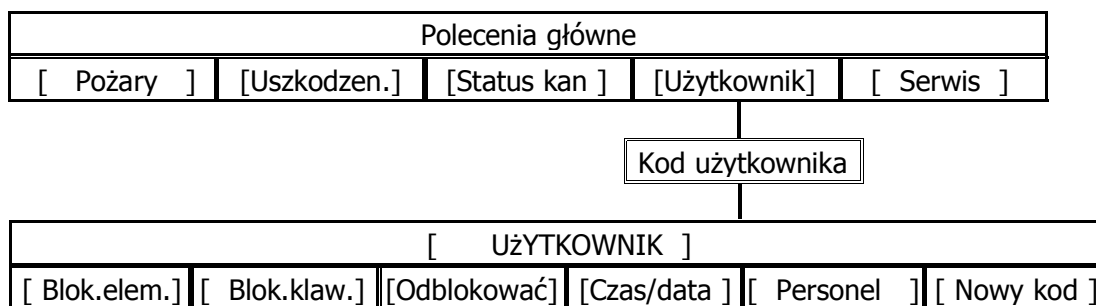 Polecenia główne
[ Pożary ] [Uszkodzen.] [Status kan ] [Użytkownik] [ Serwis ]
Kod użytkownika
[ UżYTKOWNIK ]
[ Blok.elem.] [ Blok.klaw.] [Odblokować] [Czas/data ] [ Personel ] [ Nowy kod ]